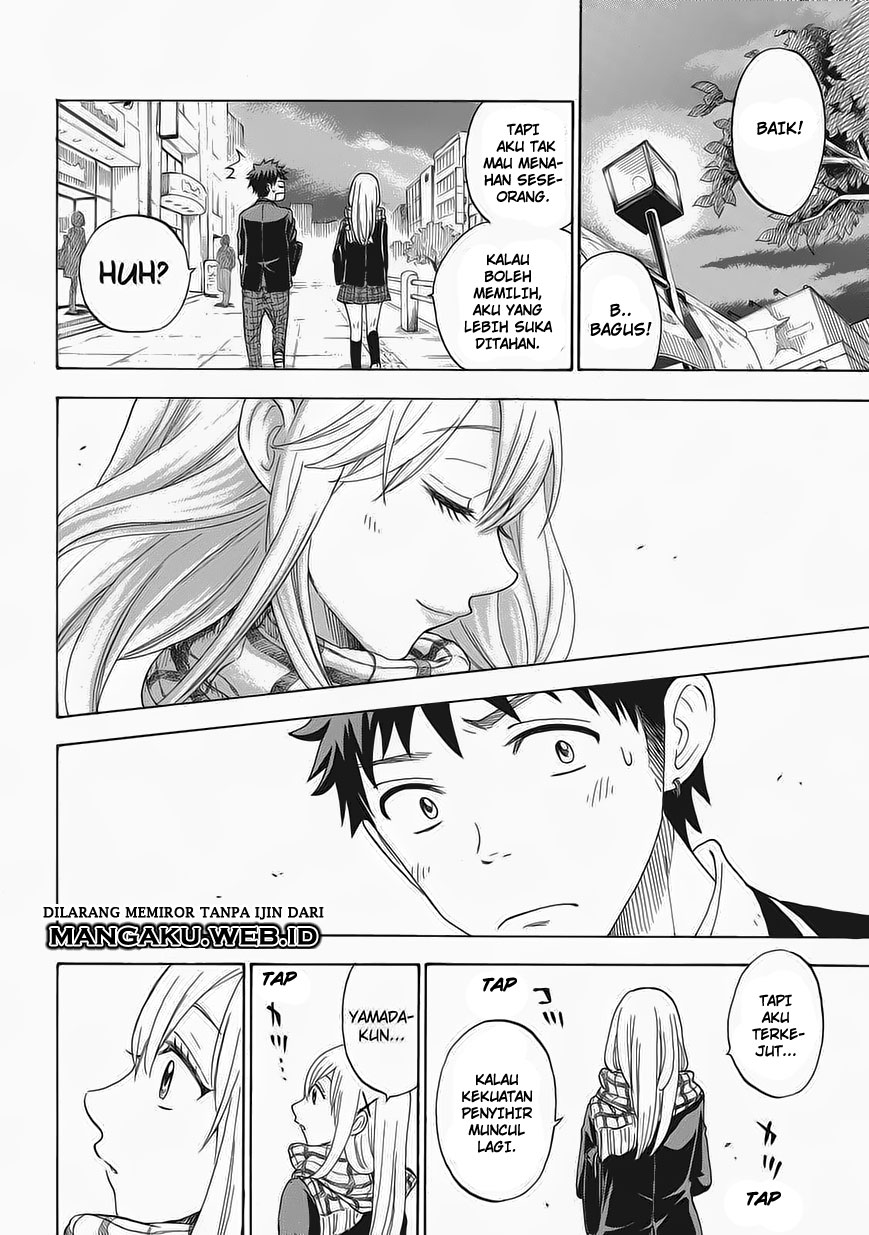 BAIK!
B..
BAGUS!
TAPI
AKU TAK
MAU MENA-
HAN SESE-
ORANG.
KALAU
BOLEH
MEMILIH,
AKU YANG
LEBIH SUKA
DITAHAN.
HUH?
DILARANG MEMIROR TANPA IJIN DARI
MANGAKU.WEB.ID
TAPI
AKU
TERKE-
JUT...
TAP
TAP
コツ
KALAU
KEKUATAN
PENYIHIR
MUNCUL
LAGI.
TAP
YAMADA-
KUN...